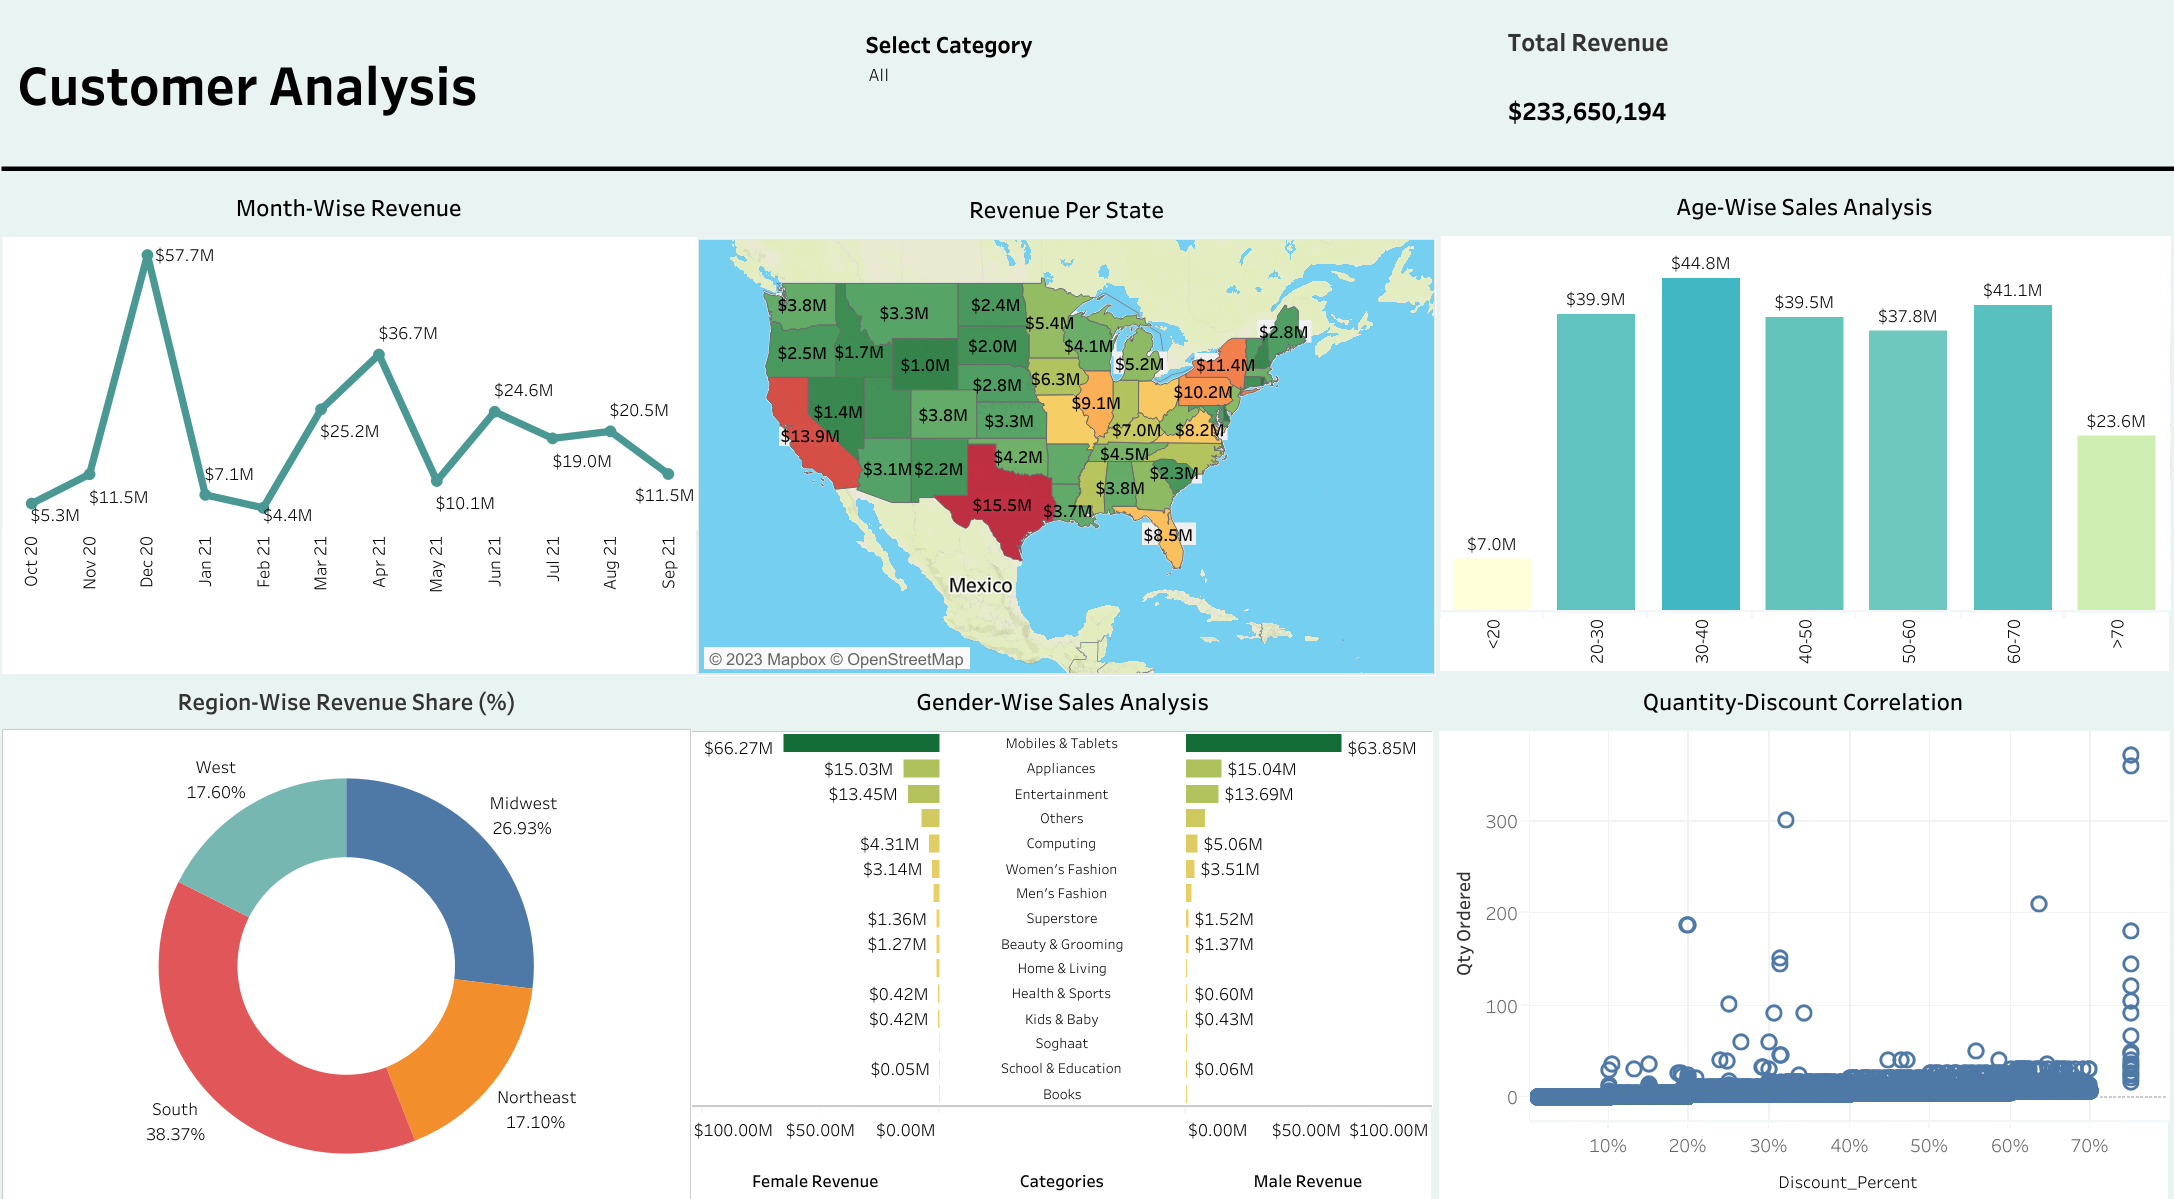 Customer Analysis
Select Category
All
Total Revenue
$233,650,194
Month-Wise Revenue
$57.7M
$36.7M
$24.6M
$20.5M
$25.2M
$19.0M
$7.1M
$11.5M
$10.1M
$11.5M
$5.3M
$4.4M
Oct 20
Nov 20
Dec 20
Jan 21
Feb 21
Mar 21
Apr 21
May 21
Jun 21
Jul 21
Aug 21
Sep 21
Revenue Per State
$3.8M
$3.3M
$2.4M
$5.4M
$2.8M
$2.5M
$1.7M
$2.0M
$4.1M
$1.0M
$5.2M
$11.4M
$2.8M
$6.3M
$10.2M
$1.4M
$3.8M
$3.3M
$9.1M
$13.9M
$7.0M
$8.2M
$3.1M
$2.2M
$4.2M
$4.5M
$2.3M
$3.8M
$15.5M
$3.7M
$8.5M
Mexico
© 2023 Mapbox © OpenStreetMap
Age-Wise Sales Analysis
$44.8M
$39.9M
$39.5M
$37.8M
$41.1M
$23.6M
$7.0M
<20
20-30
30-40
40-50
50-60
60-70
>70
Region-Wise Revenue Share (%)
West
17.60%
Midwest
26.93%
Northeast
17.10%
South
38.37%
Gender-Wise Sales Analysis
$66.27M Mobiles & Tablets $63.85M
$15.03M Appliances $15.04M
$13.45M Entertainment $13.69M
Others
$4.31M Computing $5.06M
$3.14M Women's Fashion $3.51M
Men's Fashion
$1.36M Superstore $1.52M
$1.27M Beauty & Grooming $1.37M
Home & Living
$0.42M Health & Sports $0.60M
$0.42M Kids & Baby $0.43M
Soghaat
$0.05M School & Education $0.06M
Books
$100.00M $50.00M $0.00M $0.00M $50.00M $100.00M
Female Revenue Categories Male Revenue
Quantity-Discount Correlation
Qty Ordered
300
200
100
0
10% 20% 30% 40% 50% 60% 70%
Discount_Percent